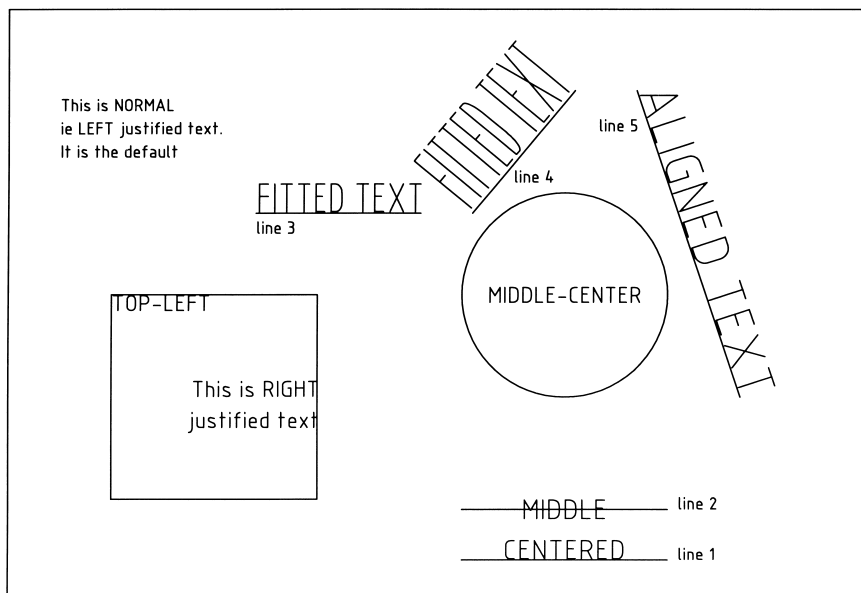 This is NORMAL
ie LEFT justified text.
It is the default
FITTED TEXT
line 3
FITTED TEXT
line 4
line 5
ALIGNED TEXT
TOP-LEFT
This is RIGHT
justified text
MIDDLE-CENTER
MIDDLE
line 2
CENTERED
line 1